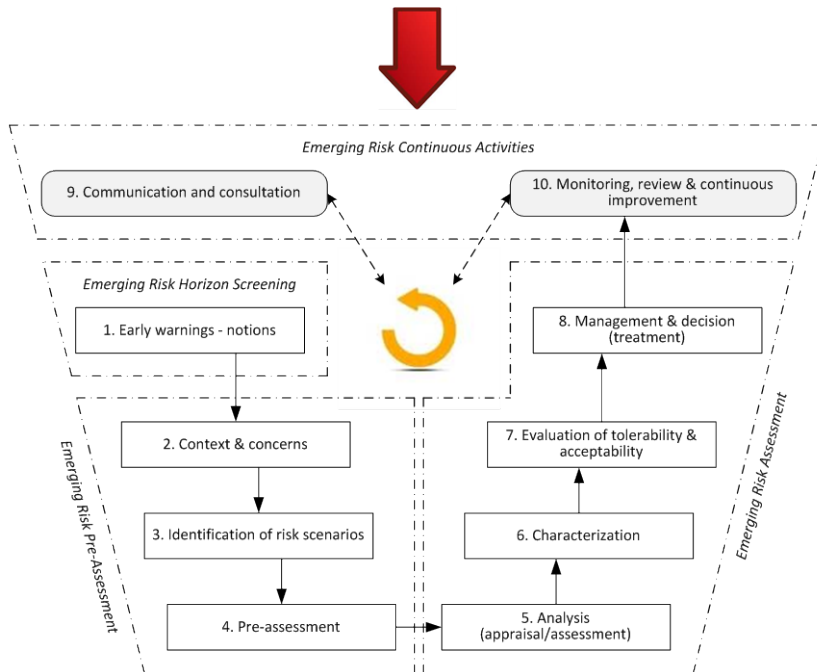 Emerging Risk Continuous Activities
9. Communication and consultation
10. Monitoring, review & continuous
improvement
Emerging Risk Horizon Screening
1. Early warnings - notions
8. Management & decision
(treatment)
2. Context & concerns
7. Evaluation of tolerability &
acceptability
Emerging Risk Pre-Assessment
Emerging Risk Assessment
3. Identification of risk scenarios
6. Characterization
4. Pre-assessment
5. Analysis
(appraisal/assessment)